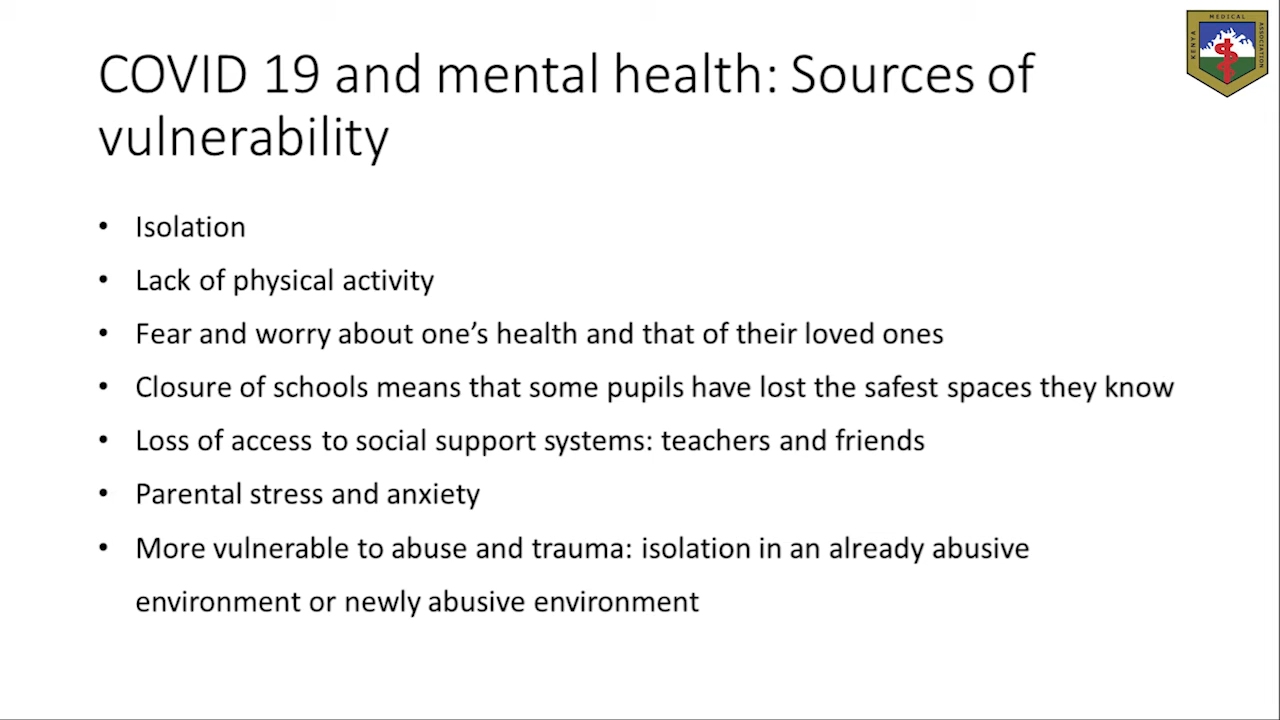 COVID 19 and mental health: Sources of
vulnerability
KENYA MEDICAL ASSOCIATION
• Isolation
• Lack of physical activity
• Fear and worry about one’s health and that of their loved ones
• Closure of schools means that some pupils have lost the safest spaces they know
• Loss of access to social support systems: teachers and friends
• Parental stress and anxiety
• More vulnerable to abuse and trauma: isolation in an already abusive
environment or newly abusive environment